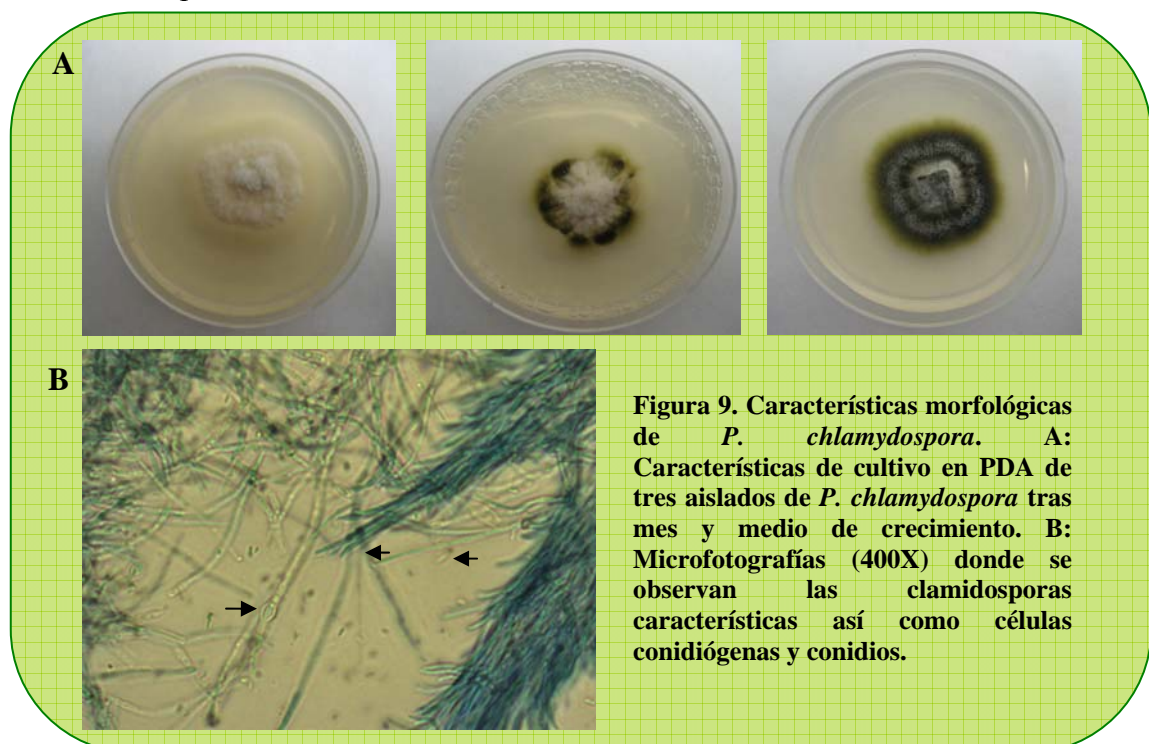 A
B
Figura 9. Características morfológicas
de P. chlamydospora. A:
Características de cultivo en PDA de
tres aislados de P. chlamydospora tras
mes y medio de crecimiento. B:
Microfotografías (400X) donde se
observan las clamidosporas
características así como células
conidiógenas y conidios.